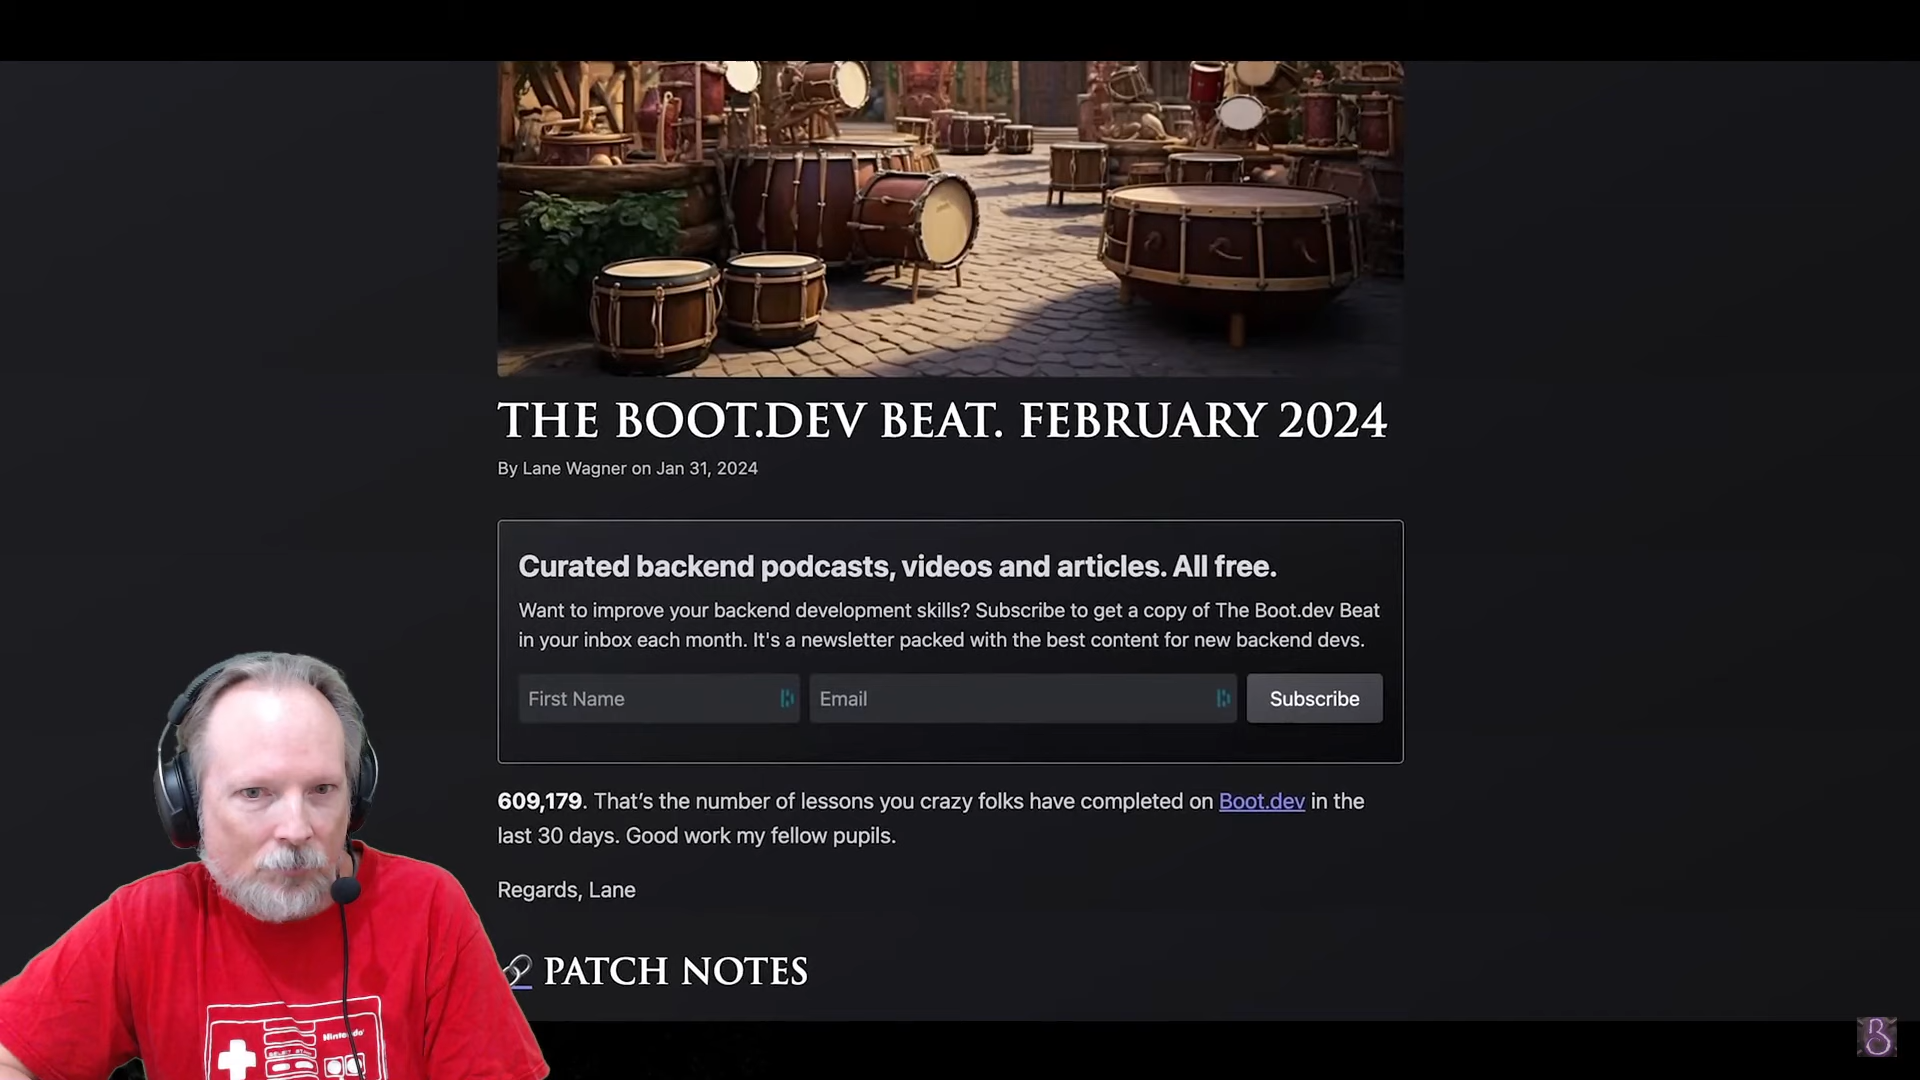 THE BOOT.DEV BEAT. FEBRUARY 2024
By Lane Wagner on Jan 31, 2024
Curated backend podcasts, videos and articles. All free.
Want to improve your backend development skills? Subscribe to get a copy of The Boot.dev Beat
in your inbox each month. It's a newsletter packed with the best content for new backend devs.
First Name
Email
Subscribe
609,179. That's the number of lessons you crazy folks have completed on Boot.dev in the
last 30 days. Good work my fellow pupils.
Regards, Lane
PATCH NOTES
Nintendo
SELECT START
B